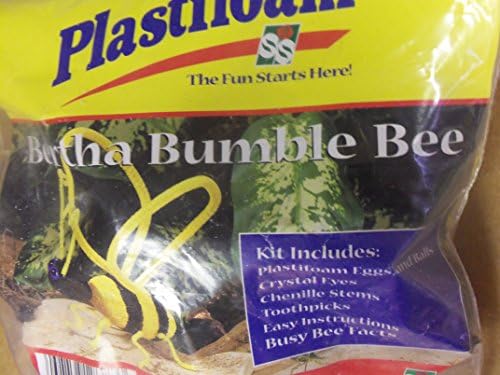 Plastifoam
SS
The Fun Starts Here!
Bertha Bumble Bee
Kit Includes:
Plastifoam Eggs and Balls
Crystal Eyes
Chenille Stems
Toothpicks
Easy Instructions
Busy Bee Facts